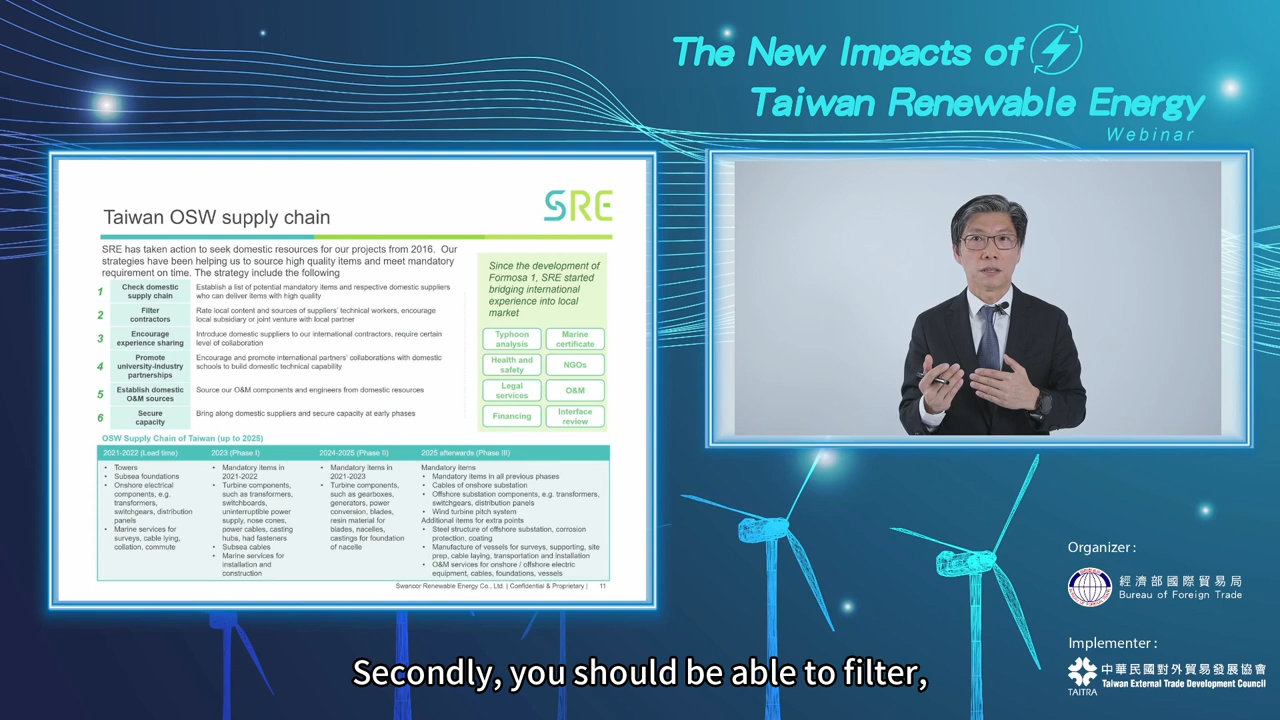 The New Impacts of
Taiwan Renewable Energy
Webinar
SRE
Taiwan OSW supply chain
SRE has taken action to seek domestic resources for our projects from 2016. Our
strategies have been helping us to source high quality items and meet mandatory
requirement on time. The strategy include the following
1 Check domestic supply chain
Establish a list of potential mandatory items and respective domestic suppliers
who can deliver items with high quality
2 Filter contractors
Rate local content and sources of suppliers' technical workers, encourage
local subsidiary or joint venture with local partner
3 Encourage experience sharing
Introduce domestic suppliers to our international contractors, require certain
level of collaboration
4 Promote university-industry partnerships
Encourage and promote international partners' collaborations with domestic
schools to build domestic technical capability
5 Establish domestic O&M sources
Source our O&M components and engineers from domestic resources
6 Secure capacity
Bring along domestic suppliers and secure capacity at early phases
Since the development of
Formosa 1, SRE started
bridging international
experience into local
market
Typhoon analysis
Marine certificate
Health and safety
NGOs
Legal services
O&M
Financing
Interface review
OSW Supply Chain of Taiwan (up to 2025)
2021-2022 (Lead time)
• Towers
• Subsea foundations
• Onshore electrical
components, e.g.
transformers,
switchgears, distribution
panels
• Marine services for
surveys, cable lying,
collation, commute
2023 (Phase I)
• Mandatory items in
2021-2022
• Turbine components,
such as transformers,
switchboards,
uninterruptible power
supply, nose cones,
power cables, casting
hubs, had fasteners
• Subsea cables
• Marine services for
installation and
construction
2024-2025 (Phase II)
• Mandatory items in
2021-2023
• Turbine components,
such as gearboxes,
generators, power
conversion, blades,
resin material for
blades, nacelles,
castings for foundation
of nacelle
2025 afterwards (Phase III)
Mandatory items
• Mandatory items in all previous phases
• Cables of onshore substation
• Offshore substation components, e.g. transformers,
switchgears, distribution panels
• Wind turbine pitch system
Additional items for extra points
• Steel structure of offshore substation, corrosion
protection, coating
• Manufacture of vessels for surveys, supporting, site
prep, cable laying, transportation and installation
• O&M services for onshore / offshore electric
equipment, cables, foundations, vessels
Swancor Renewable Energy Co., Ltd. | Confidential & Proprietary | 11
Organizer :
經濟部國際貿易局
Bureau of Foreign Trade
Implementer :
TAITRA
中華民國對外貿易發展協會
Taiwan External Trade Development Council
Secondly, you should be able to filter,